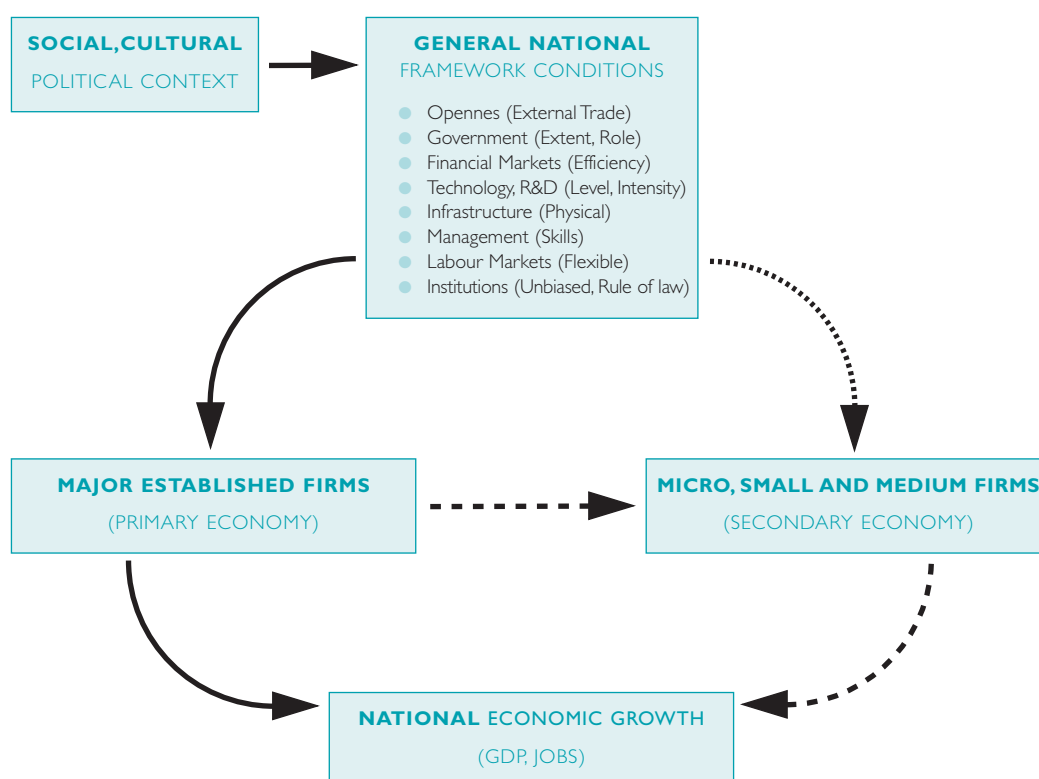 SOCIAL,CULTURAL
POLITICAL CONTEXT
GENERAL NATIONAL
FRAMEWORK CONDITIONS
Opennes (External Trade)
Government (Extent, Role)
Financial Markets (Efficiency)
Technology, R&D (Level, Intensity)
Infrastructure (Physical)
Management (Skills)
Labour Markets (Flexible)
Institutions (Unbiased, Rule of law)
MAJOR ESTABLISHED FIRMS
(PRIMARY ECONOMY)
MICRO, SMALL AND MEDIUM FIRMS
(SECONDARY ECONOMY)
NATIONAL ECONOMIC GROWTH
(GDP, JOBS)